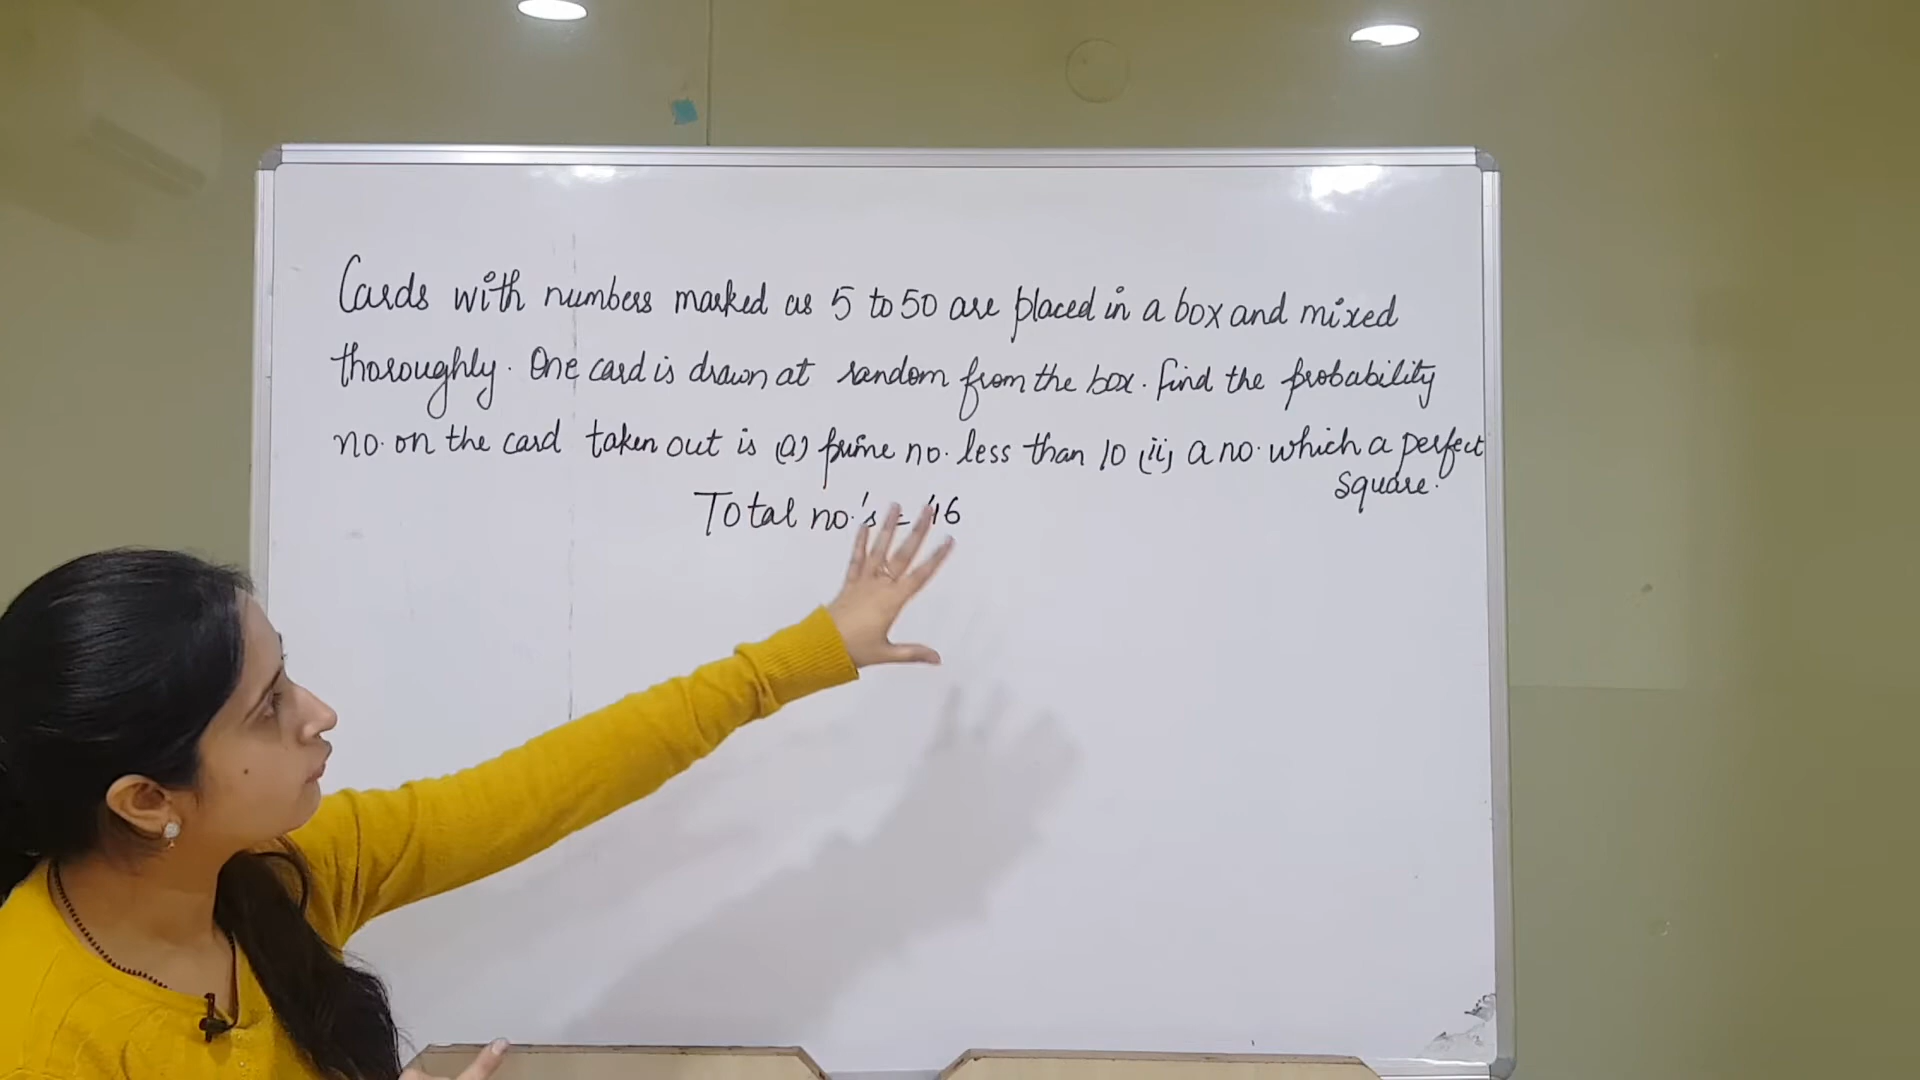 Cards with numbers marked as 5 to 50 are placed in a box and mixed
thoroughly. One card is drawn at random from the box. find the probability
no. on the card taken out is (a) prime no. less than 10 (ii) a no. which a perfect
square.
Total no.'s = 46